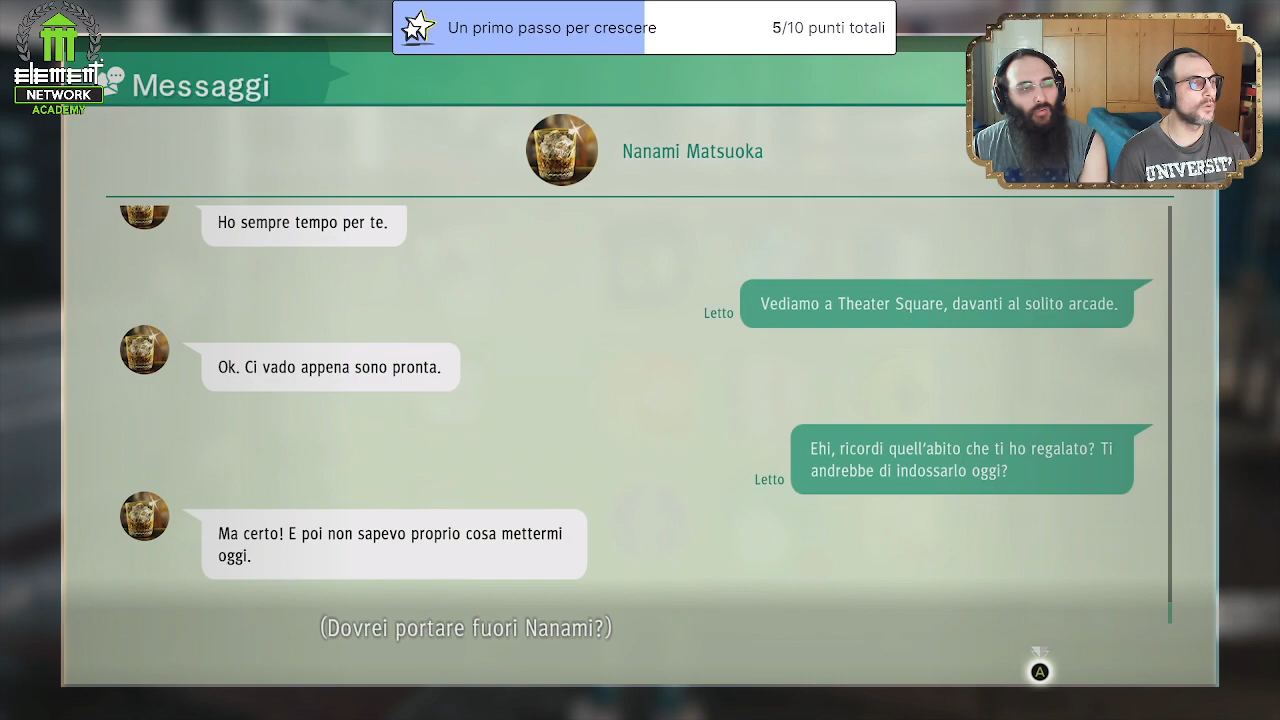 Un primo passo per crescere
5/10 punti totali
element
NETWORK
ACADEMY
Messaggi
Nanami Matsuoka
UNIVERSIT
Ho sempre tempo per te.
Vediamo a Theater Square, davanti al solito arcade.
Letto
Ok. Ci vado appena sono pronta.
Ehi, ricordi quell'abito che ti ho regalato? Ti
andrebbe di indossarlo oggi?
Letto
Ma certo! E poi non sapevo proprio cosa mettermi
oggi.
(Dovrei portare fuori Nanami?)
A